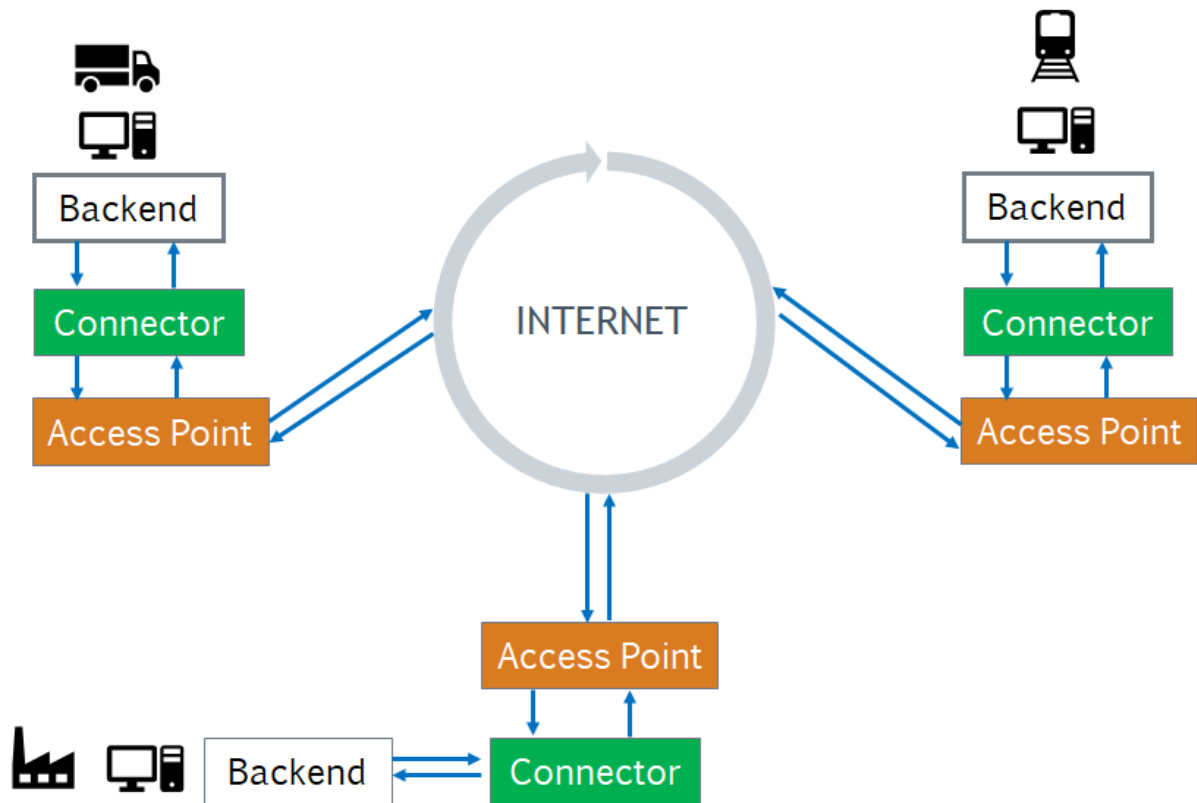 Backend
Connector
Access Point
INTERNET
Backend
Connector
Access Point
Access Point
Backend
Connector